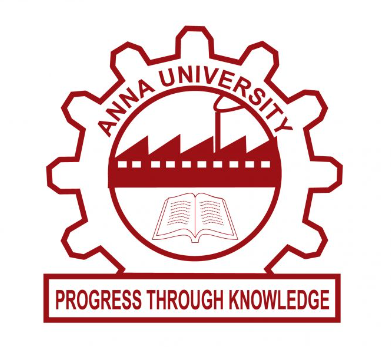 ANNA UNIVERSITY
PROGRESS THROUGH KNOWLEDGE